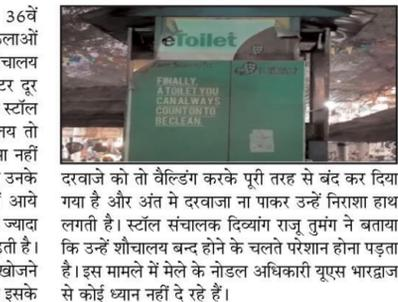 36वें
लाओं
चालय
टर दूर
स्टॉल
नय तो
ा नहीं
उनके
आये
ज्यादा
इती है।
खोजने
इसके
eToilet
FINALLY,
A TOILET YOU
CAN ALWAYS
COUNT ON TO
BE CLEAN.
दरवाजे को तो वैल्डिंग करके पूरी तरह से बंद कर दिया
गया है और अंत मे दरवाजा ना पाकर उन्हें निराशा हाथ
लगती है। स्टॉल संचालक दिव्यांग राजू तुमंग ने बताया
कि उन्हें शौचालय बन्द होने के चलते परेशान होना पड़ता
है। इस मामले में मेले के नोडल अधिकारी यूएस भारद्वाज
से कोई ध्यान नहीं दे रहे हैं।